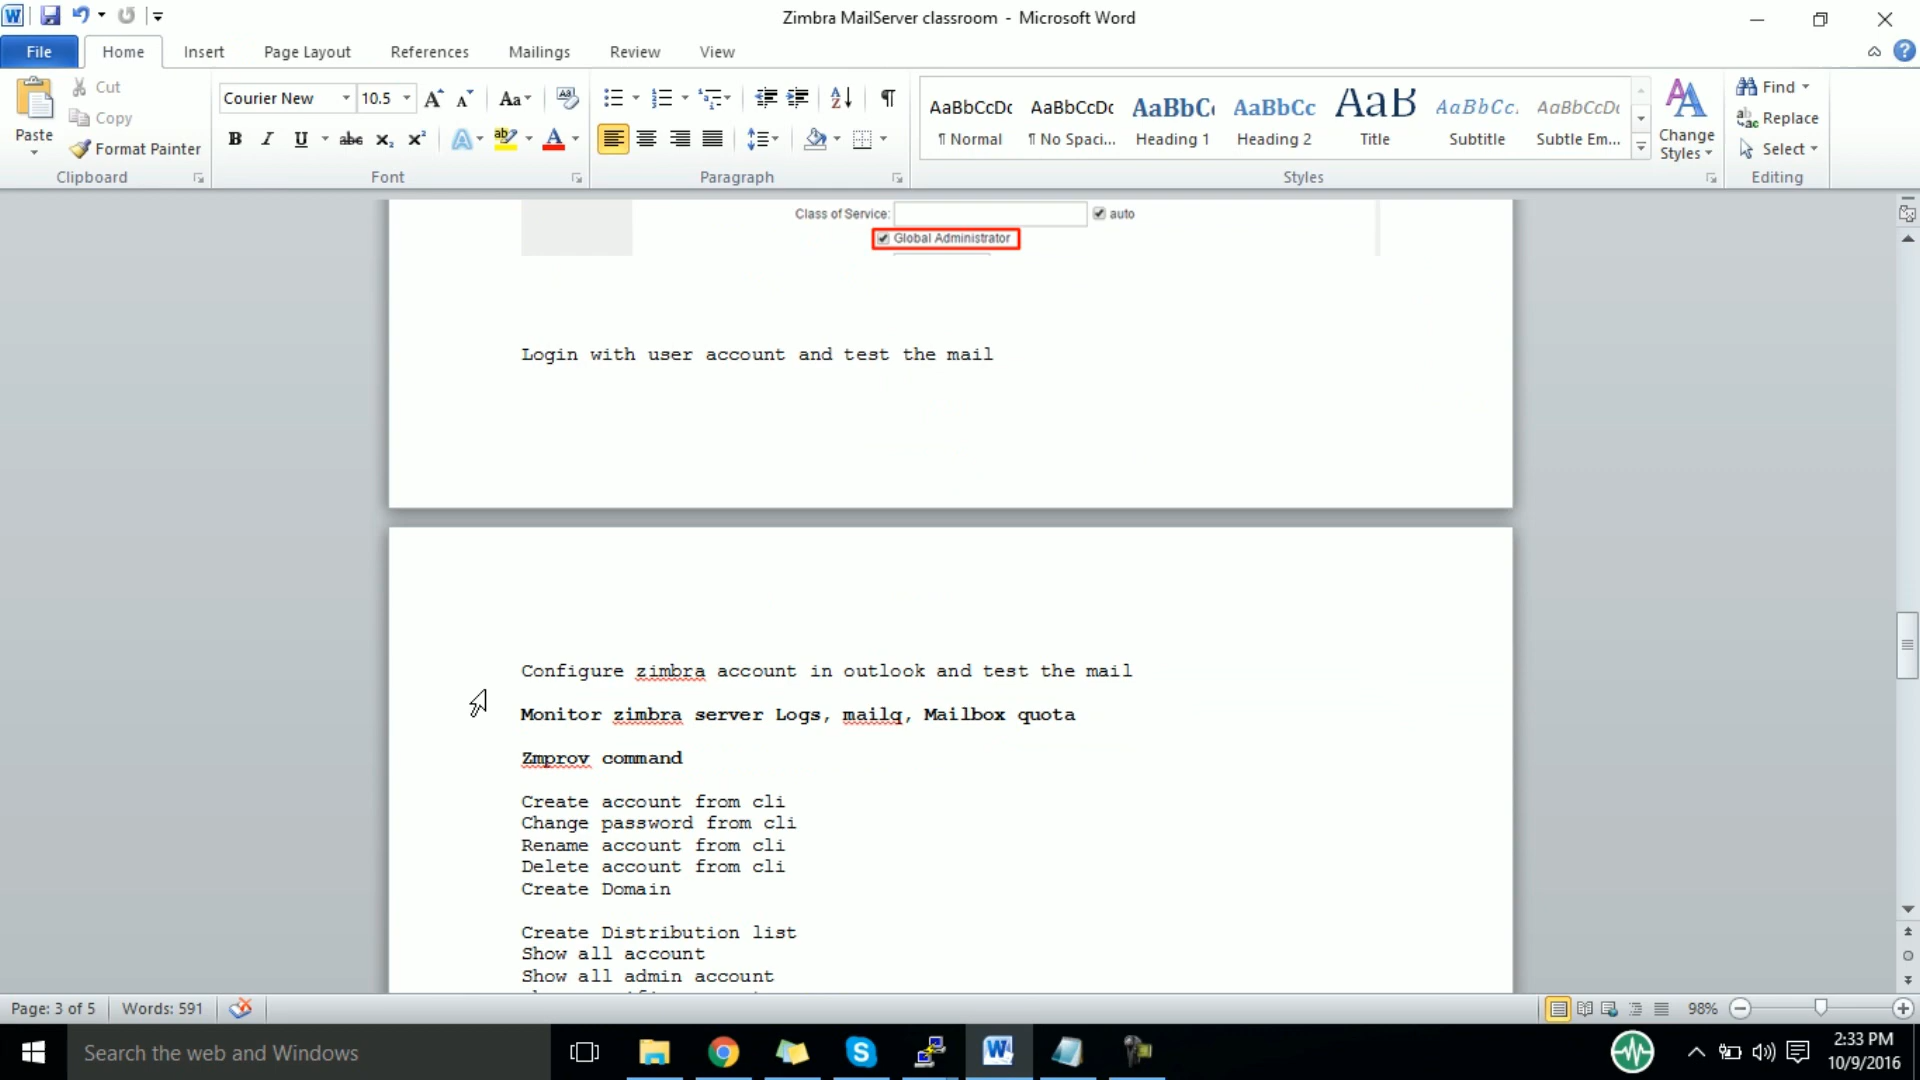 Zimbra MailServer classroom - Microsoft Word
File Home Insert Page Layout References Mailings Review View
Paste
Cut
Copy
Format Painter
Clipboard
Courier New 10.5
Font
Paragraph
AaBbCcDc AaBbCcDc AaBbC AaBbCc AaB AaBbCc. AaBbCcDc
¶ Normal ¶ No Spaci... Heading 1 Heading 2 Title Subtitle Subtle Em...
Styles
Change
Styles
Find
Replace
Select
Editing
Class of Service: auto
Global Administrator
Login with user account and test the mail
Configure zimbra account in outlook and test the mail
Monitor zimbra server Logs, mailq, Mailbox quota
Zmprov command
Create account from cli
Change password from cli
Rename account from cli
Delete account from cli
Create Domain
Create Distribution list
Show all account
Show all admin account
Page: 3 of 5 Words: 591 98%
Search the web and Windows
2:33 PM
10/9/2016